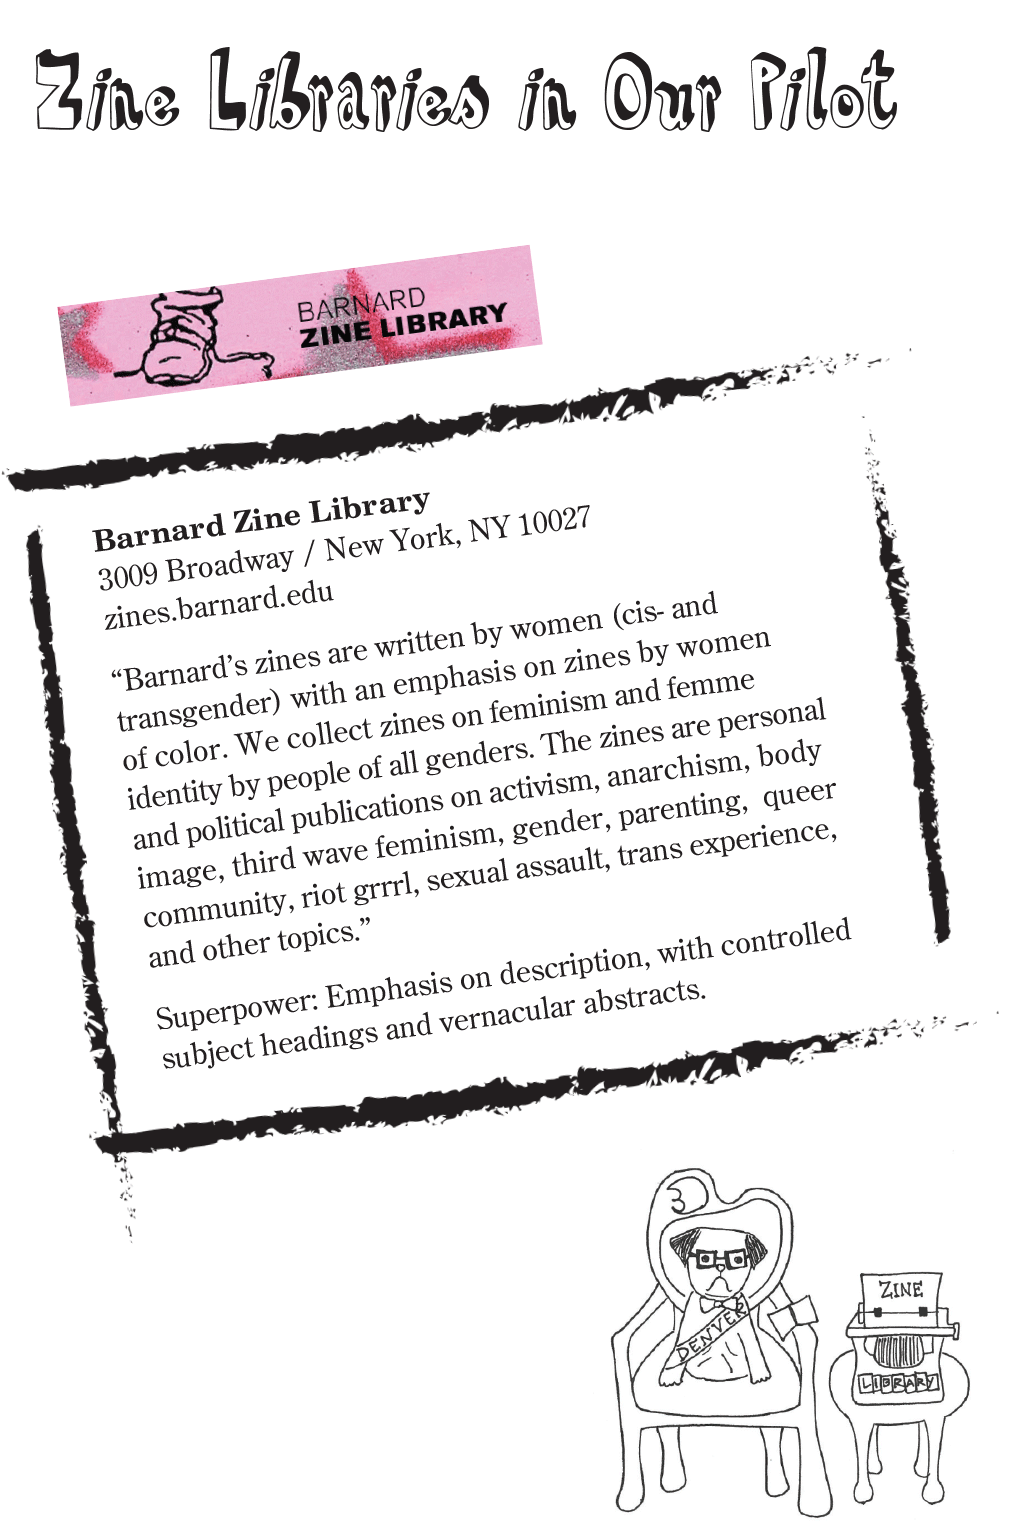 Zine Libraries in Our Pilot
BARNARD
ZINE LIBRARY
Barnard Zine Library
3009 Broadway / New York, NY 10027
zines.barnard.edu
“Barnard’s zines are written by women (cis- and
transgender) with an emphasis on zines by women
of color. We collect zines on feminism and femme
identity by people of all genders. The zines are personal
and political publications on activism, anarchism, body
image, third wave feminism, gender, parenting,  queer
community, riot grrrl, sexual assault, trans experience,
and other topics.”
Superpower: Emphasis on description, with controlled
subject headings and vernacular abstracts.
DENVER
ZINE
LIBRARY